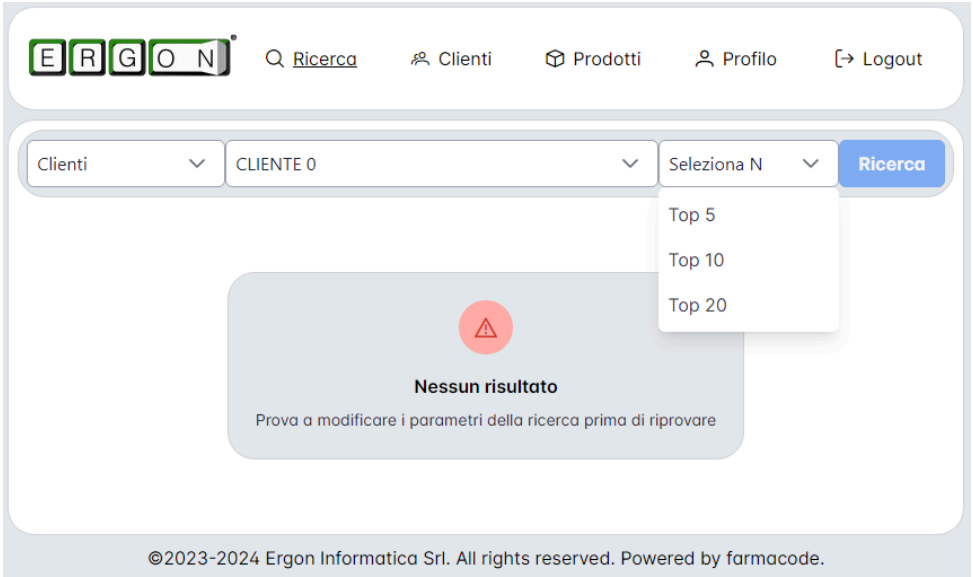 ERGON®
Ricerca Clienti Prodotti Profilo Logout
Clienti CLIENTE 0 Seleziona N Ricerca
Top 5
Top 10
Top 20
Nessun risultato
Prova a modificare i parametri della ricerca prima di riprovare
©2023-2024 Ergon Informatica Srl. All rights reserved. Powered by farmacode.